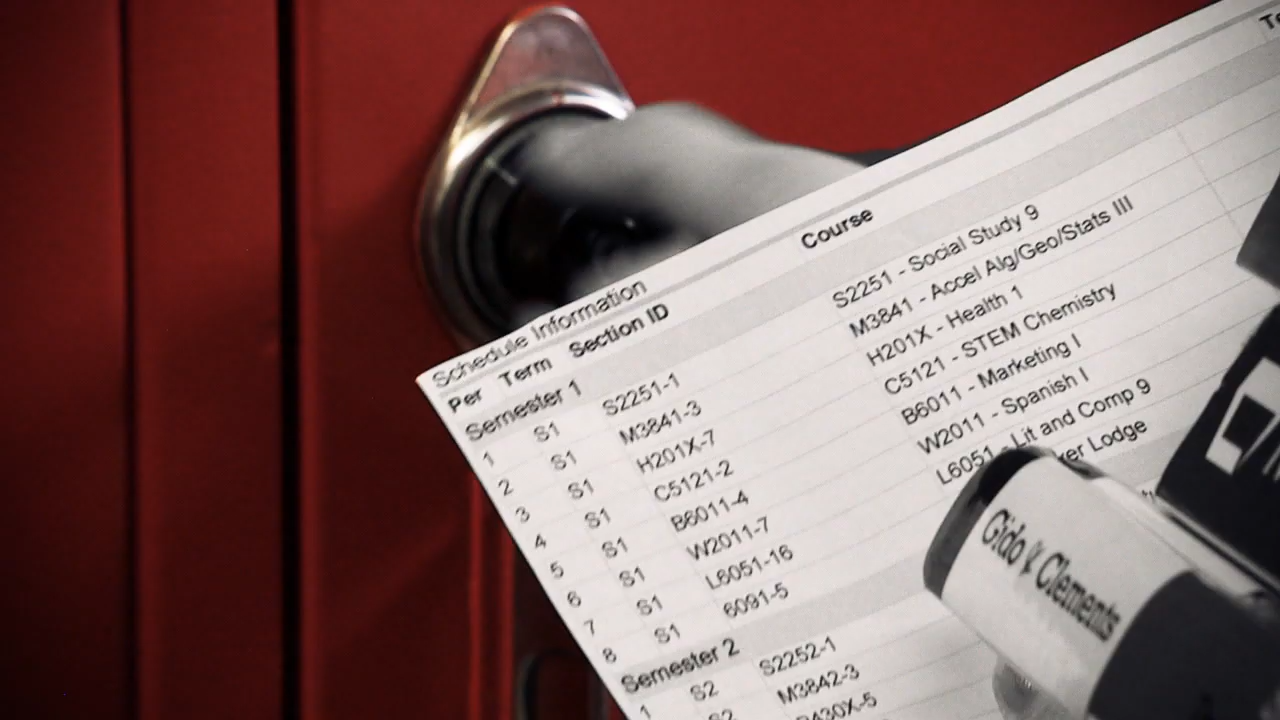 Schedule Information
Per Term Section ID Course
Semester 1
1 S1 S2251-1 S2251 - Social Study 9
2 S1 M3841-3 M3841 - Accel Alg/Geo/Stats III
3 S1 H201X-7 H201X - Health 1
4 S1 C5121-2 C5121 - STEM Chemistry
5 S1 B6011-4 B6011 - Marketing I
6 S1 W2011-7 W2011 - Spanish I
7 S1 L6051-16 L6051 - Lit and Comp 9
8 S1 6091-5 Lodge
Semester 2
1 S2 S2252-1
S2 M3842-3
Gido & Clements